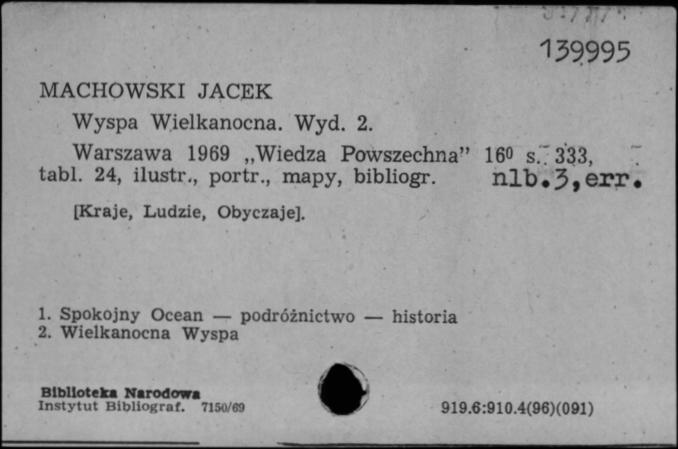 139995
MACHOWSKI JACEK
Wyspa Wielkanocna. Wyd. 2.
Warszawa 1969 „Wiedza Powszechna” 16⁰ s. 333,
tabl. 24, ilustr., portr., mapy, bibliogr. nlb.3,err.
[Kraje, Ludzie, Obyczaje].
1. Spokojny Ocean — podróżnictwo — historia
2. Wielkanocna Wyspa
Biblioteka Narodowa
Instytut Bibliograf. 7150/69
919.6:910.4(96)(091)